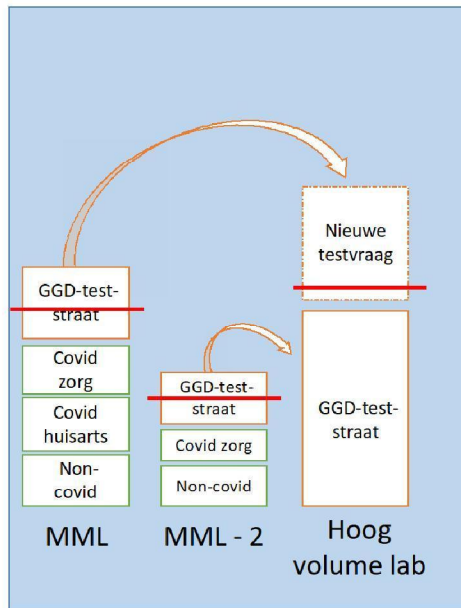 Nieuwe
testvraag
GGD-test-
straat
Covid
zorg
Covid
huisarts
Non-
covid
MML
GGD-test-
straat
Covid zorg
Non-covid
MML - 2
GGD-test-
straat
Hoog
volume lab